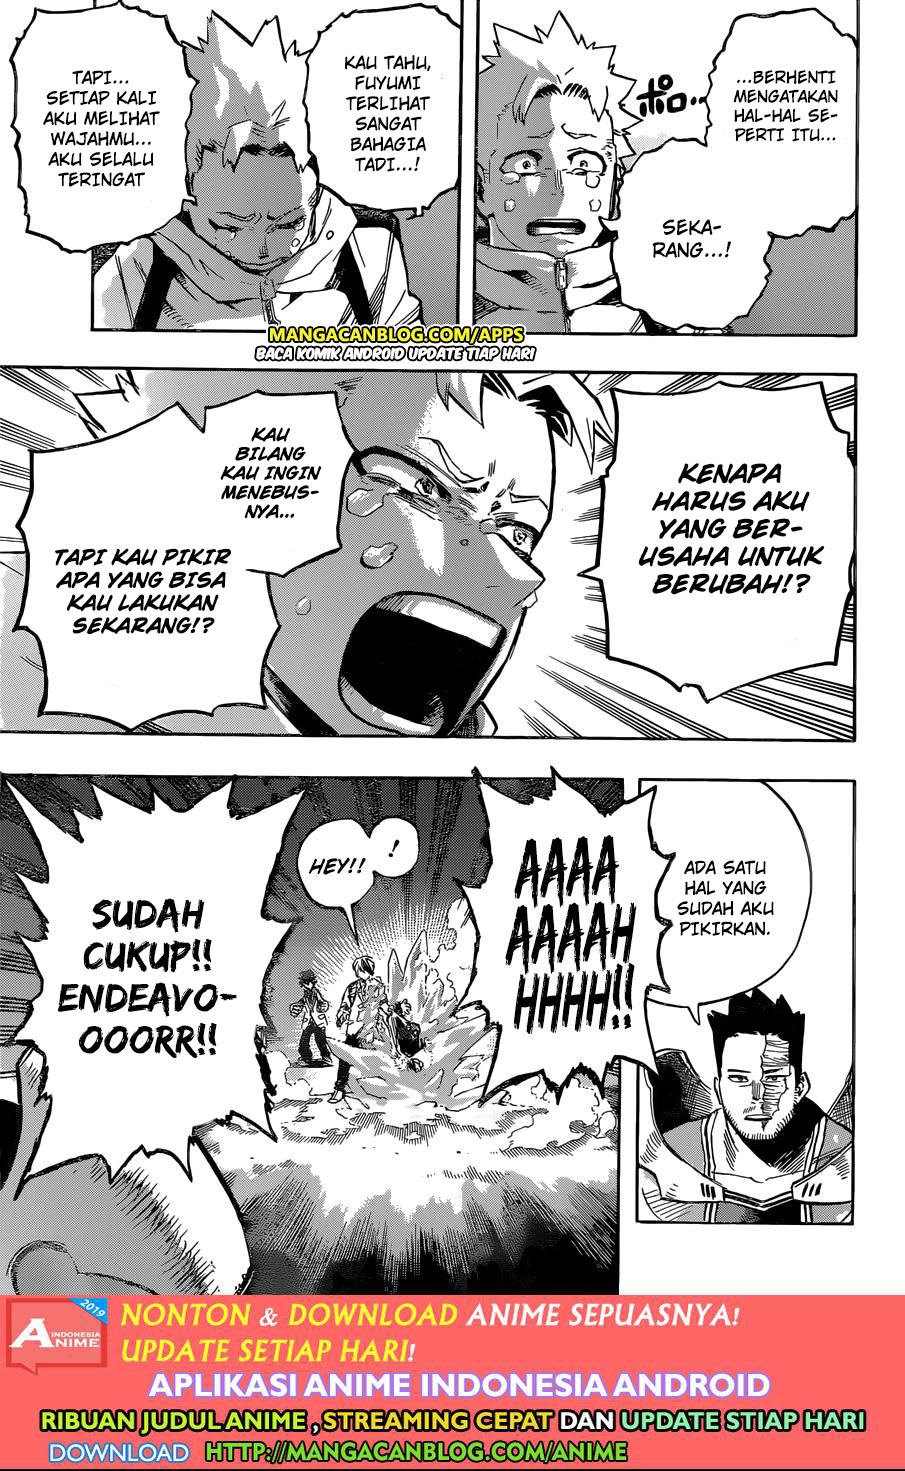 ...BERHENTI
MENGATAKAN
HAL-HAL SE-
PERTI ITU...
ポロ..
SEKA-
RANG...!
KAU TAHU,
FUYUMI
TERLIHAT
SANGAT
BAHAGIA
TADI...!
TAPI...
SETIAP KALI
AKU MELIHAT
WAJAHMU...
AKU SELALU
TERINGAT
MANGACANBLOG.COM/APPS
BACA KOMIK ANDROID UPDATE TIAP HARI
KENAPA
HARUS AKU
YANG BER-
USAHA UNTUK
BERUBAH!?
KAU
BILANG
KAU INGIN
MENEBUS-
NYA...
TAPI KAU PIKIR
APA YANG BISA
KAU LAKUKAN
SEKARANG!?
ADA SATU
HAL YANG
SUDAH AKU
PIKIRKAN.
AAAA
AAAAH
HHHH!!
!
HEY!!
SUDAH
CUKUP!!
ENDEAVO-
OOORR!!
2019
INDONESIA
ANIME
NONTON & DOWNLOAD ANIME SEPUASNYA!
UPDATE SETIAP HARI!
APLIKASI ANIME INDONESIA ANDROID
RIBUAN JUDUL ANIME , STREAMING CEPAT DAN UPDATE STIAP HARI
DOWNLOAD HTTP://MANGACANBLOG.COM/ANIME